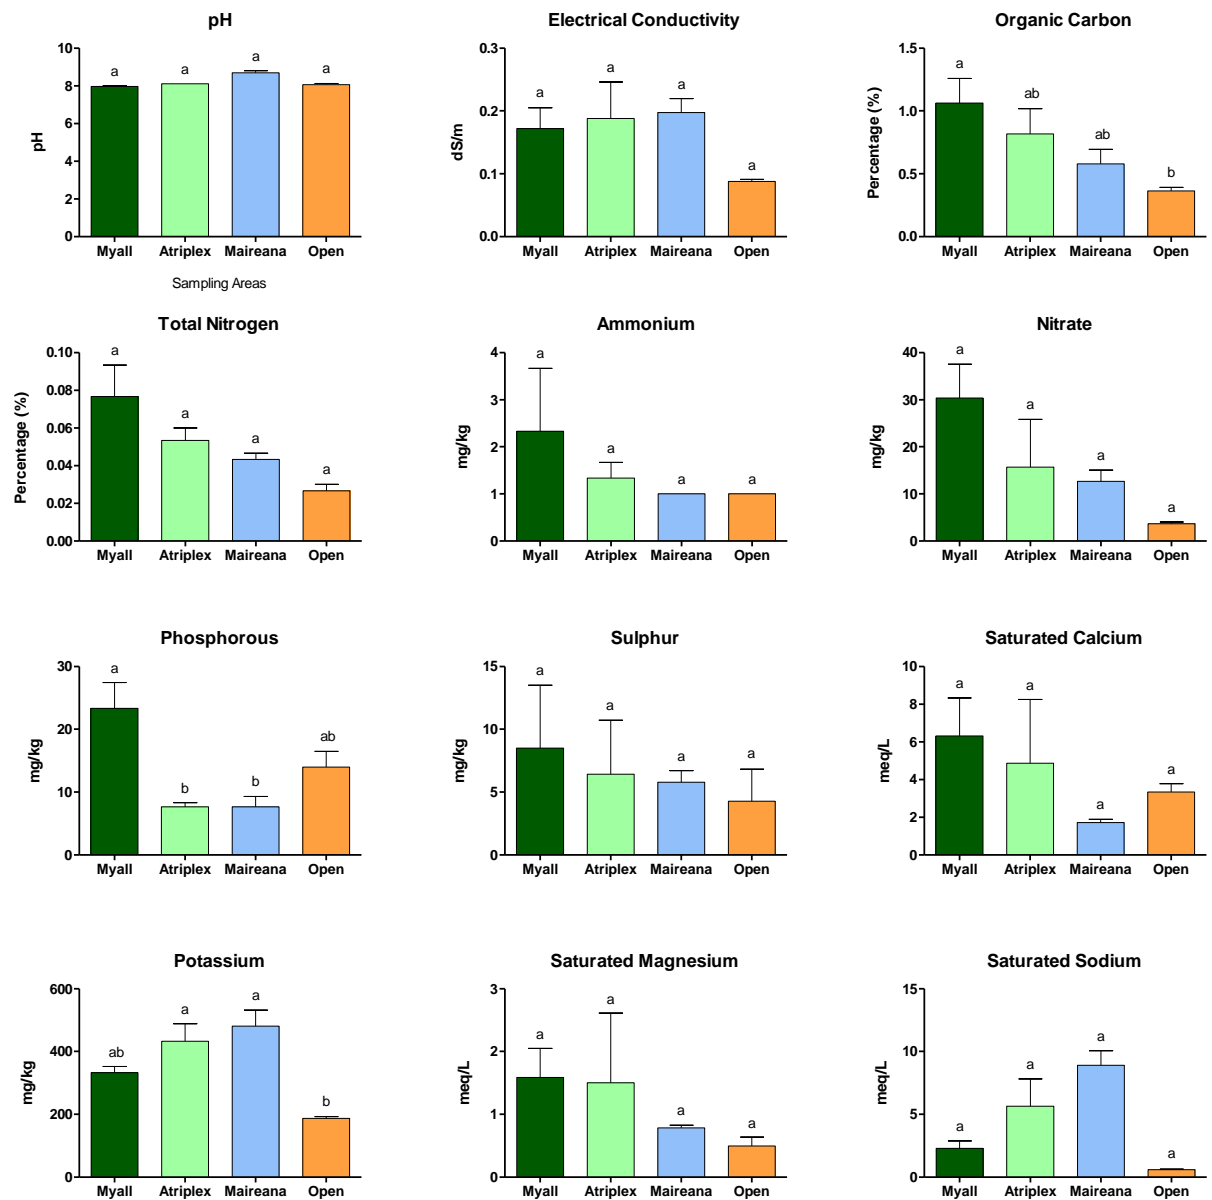 pH
Electrical Conductivity
Organic Carbon
10
8
6
4
2
0
pH
a
a
a
a
Myall Atriplex Maireana Open
Sampling Areas
0.3
0.2
0.1
0.0
dS/m
a
a
a
a
Myall Atriplex Maireana Open
1.5
1.0
0.5
0.0
Percentage (%)
a
ab
ab
b
Myall Atriplex Maireana Open
Total Nitrogen
Ammonium
Nitrate
0.10
0.08
0.06
0.04
0.02
0.00
Percentage (%)
a
a
a
a
Myall Atriplex Maireana Open
4
3
2
1
0
mg/kg
a
a
a
a
Myall Atriplex Maireana Open
40
30
20
10
0
mg/kg
a
a
a
a
Myall Atriplex Maireana Open
Phosphorous
Sulphur
Saturated Calcium
30
20
10
0
mg/kg
a
b
b
ab
Myall Atriplex Maireana Open
15
10
5
0
mg/kg
a
a
a
a
Myall Atriplex Maireana Open
10
8
6
4
2
0
meq/L
a
a
a
a
Myall Atriplex Maireana Open
Potassium
Saturated Magnesium
Saturated Sodium
600
400
200
0
mg/kg
ab
a
a
b
Myall Atriplex Maireana Open
3
2
1
0
meq/L
a
a
a
a
Myall Atriplex Maireana Open
15
10
5
0
meq/L
a
a
a
a
Myall Atriplex Maireana Open